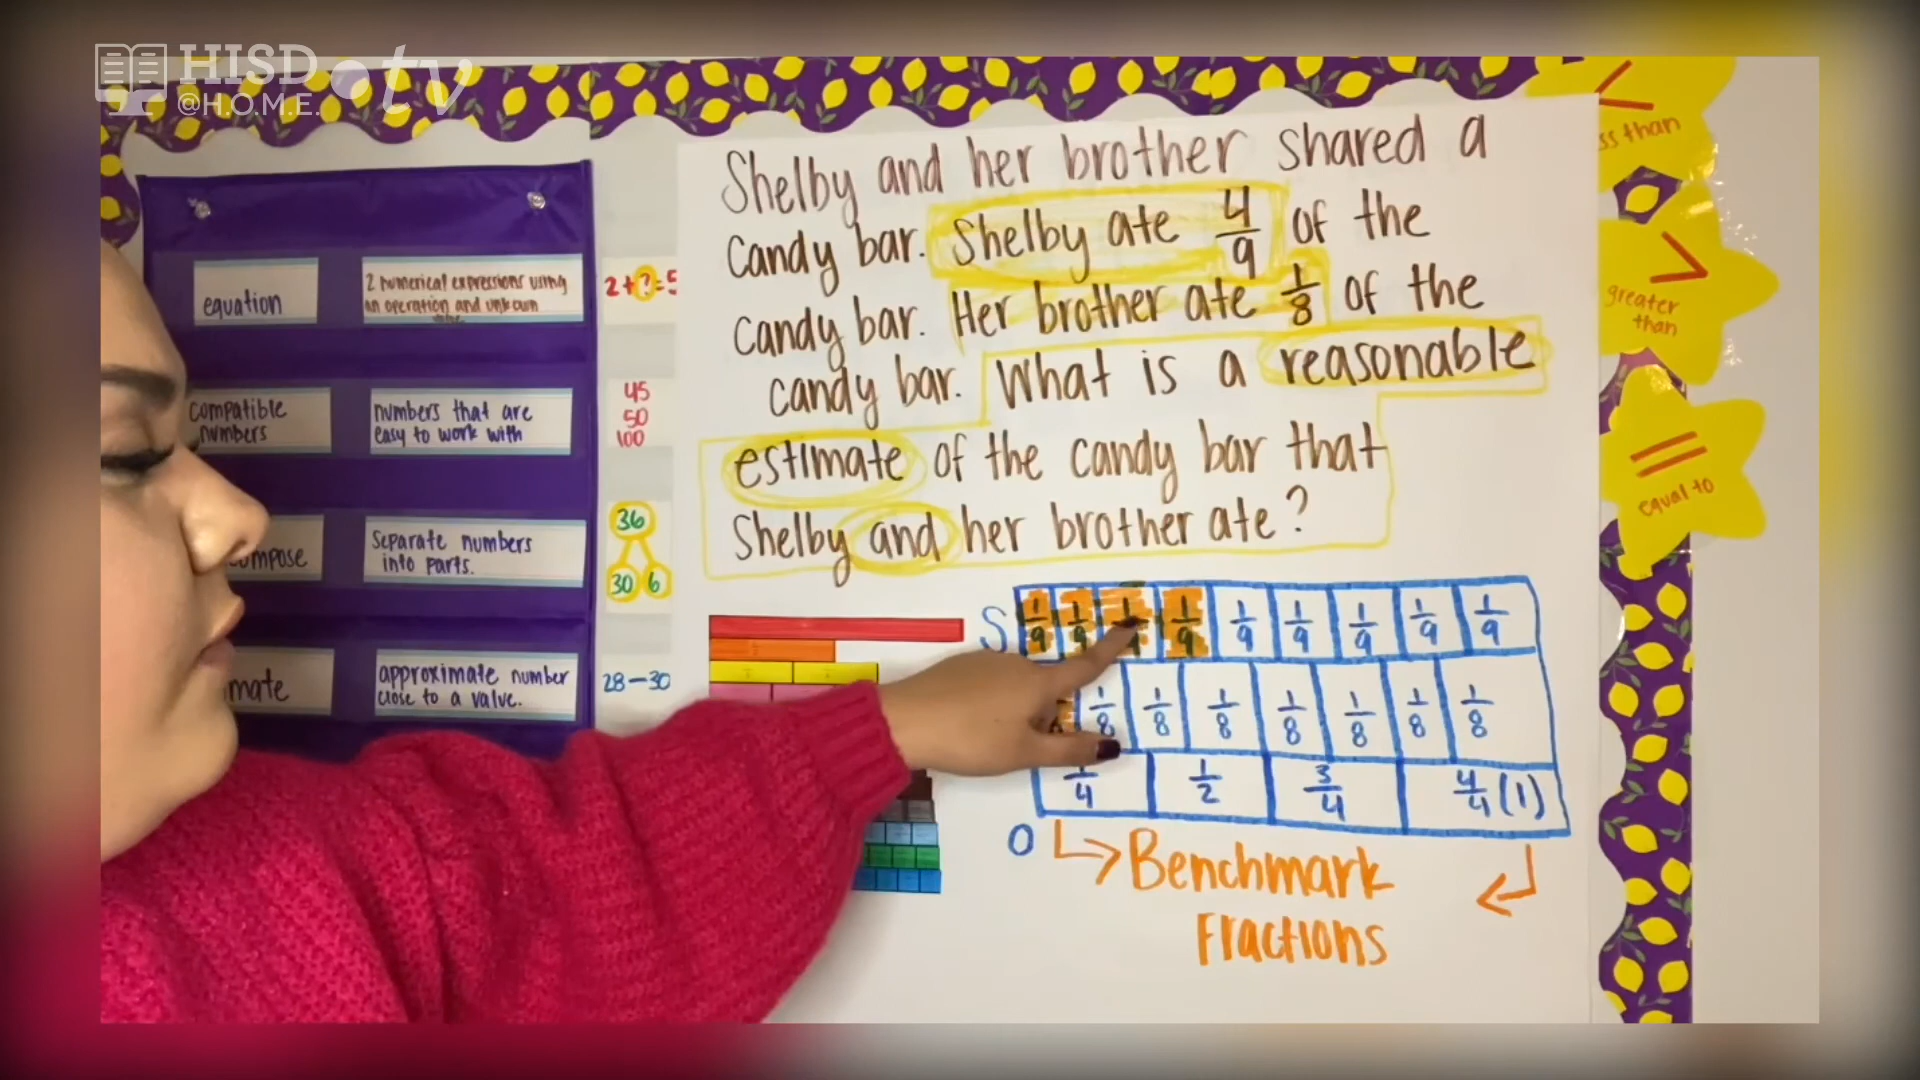 HISD
@H.O.M.E.
.tv
Shelby and her brother shared a
candy bar. Shelby ate 4/9 of the
candy bar. Her brother ate 1/8 of the
candy bar. What is a reasonable
estimate of the candy bar that
Shelby and her brother ate?
equation
2 numerical expressions using
an operation and unknown
2+?=5
compatible
numbers
numbers that are
easy to work with
45
50
100
separate numbers
into parts.
36
30 6
approximate number
close to a value.
28-30
S 1/9 1/9 1/9 1/9 1/9 1/9 1/9 1/9
1/8 1/8 1/8 1/8 1/8 1/8 1/8
1/4 1/2 3/4 4/4 (1)
0
Benchmark
Fractions
than
greater
than
equal to